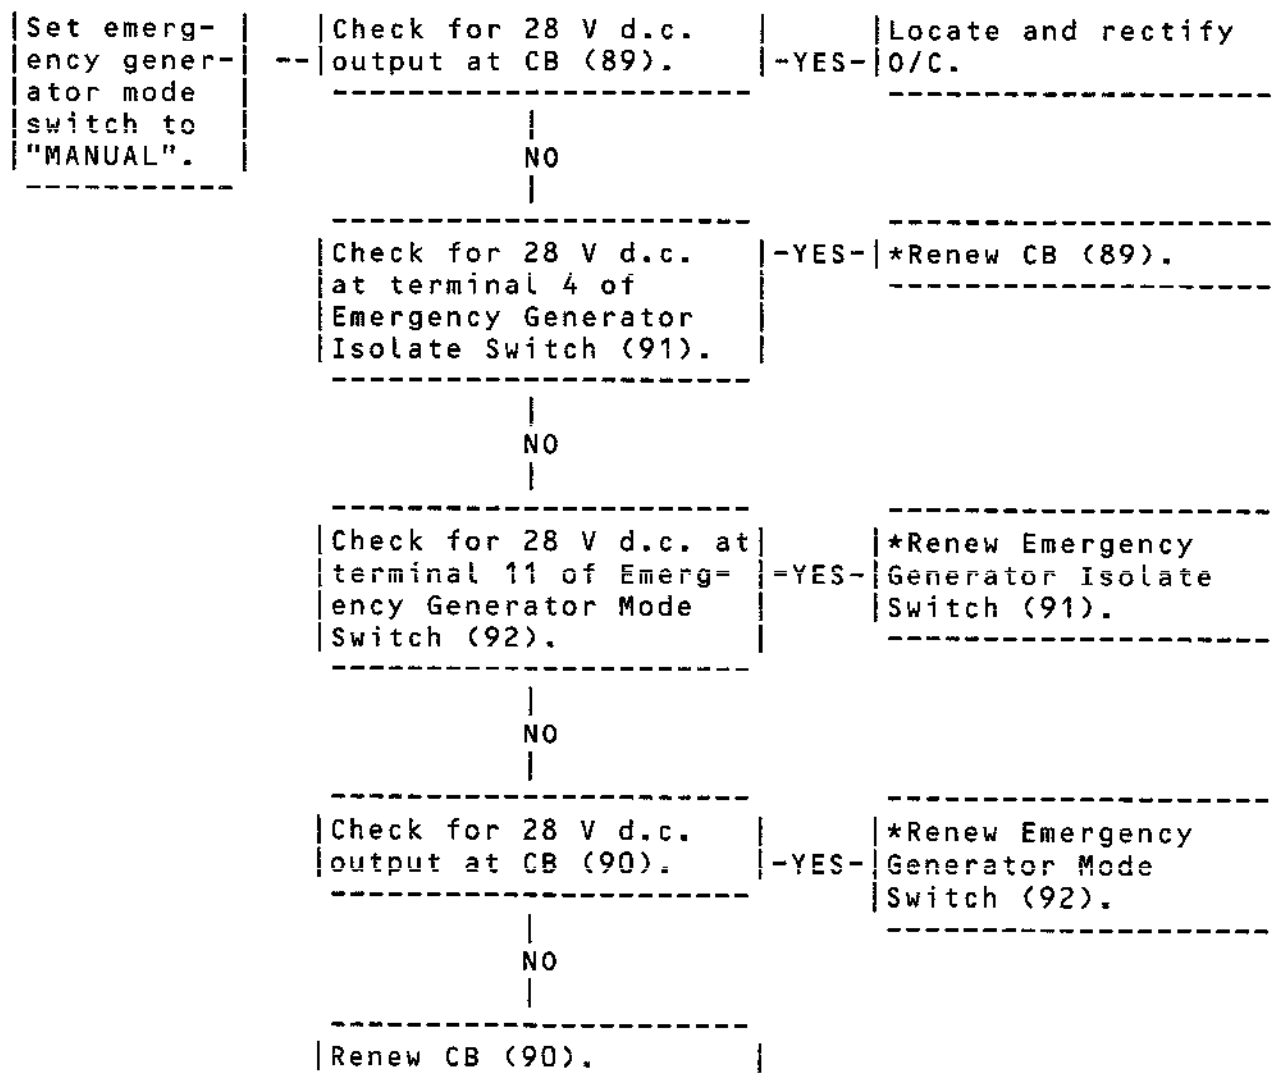 Set emerg-
ency gener-
ator mode
switch to
"MANUAL".
Check for 28 V d.c.
output at CB (89).
YES
Locate and rectify
O/C.
NO
Check for 28 V d.c.
at terminal 4 of
Emergency Generator
Isolate Switch (91).
YES
*Renew CB (89).
NO
Check for 28 V d.c. at
terminal 11 of Emerg=
ency Generator Mode
Switch (92).
YES
*Renew Emergency
Generator Isolate
Switch (91).
NO
Check for 28 V d.c.
output at CB (90).
YES
*Renew Emergency
Generator Mode
Switch (92).
NO
Renew CB (90).